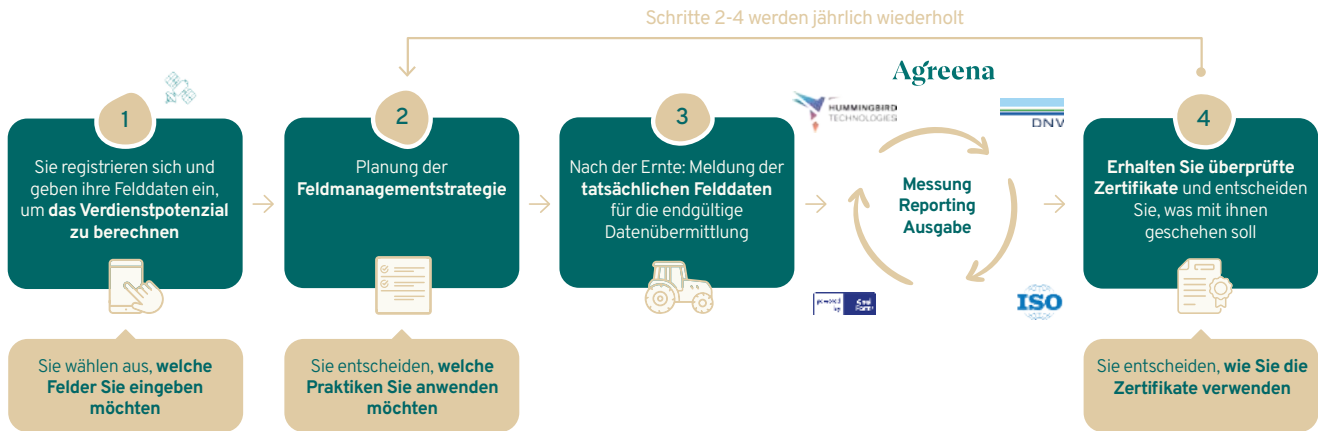 Schritte 2-4 werden jährlich wiederholt
Agreena
HUMMINGBIRD
TECHNOLOGIES
DNV
1
Sie registrieren sich und
geben ihre Felddaten ein,
um das Verdienstpotenzial
zu berechnen
2
Planung der
Feldmanagementstrategie
3
Nach der Ernte: Meldung der
tatsächlichen Felddaten
für die endgültige
Datenübermittlung
Messung
Reporting
Ausgabe
4
Erhalten Sie überprüfte
Zertifikate und entscheiden
Sie, was mit ihnen
geschehen soll
powered
by
ISO
Sie wählen aus, welche
Felder Sie eingeben
möchten
Sie entscheiden, welche
Praktiken Sie anwenden
möchten
Sie entscheiden, wie Sie die
Zertifikate verwenden